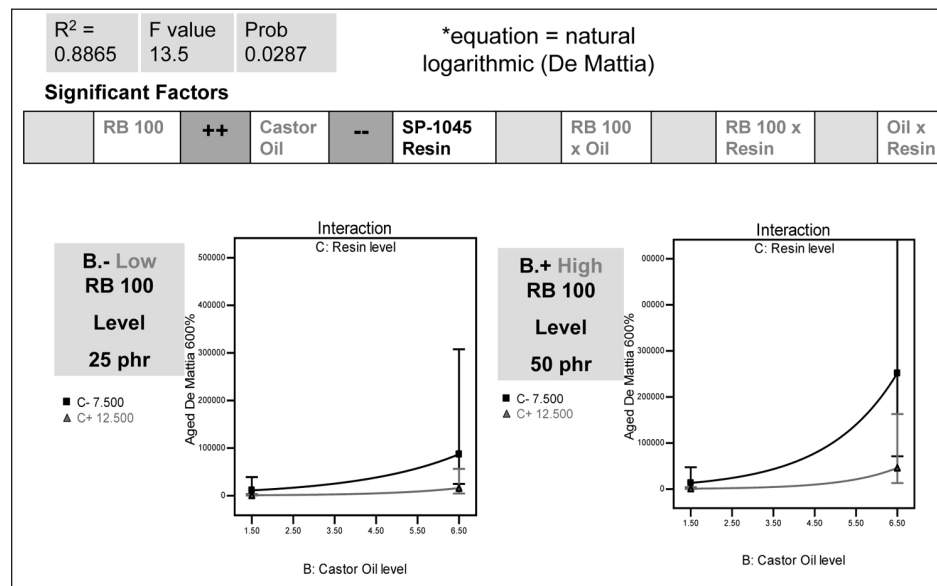 R² =
0.8865
F value
13.5
Prob
0.0287
*equation = natural
logarithmic (De Mattia)
Significant Factors
RB 100
++
Castor
Oil
--
SP-1045
Resin
RB 100
x Oil
RB 100 x
Resin
Oil x
Resin
B.- Low
RB 100
Level
25 phr
C- 7.500
C+ 12.500
Interaction
C: Resin level
Aged De Mattia 600%
500000
400000
300000
200000
100000
0
1.50
2.50
3.50
4.50
5.50
6.50
B: Castor Oil level
B.+ High
RB 100
Level
50 phr
C- 7.500
C+ 12.500
Interaction
C: Resin level
Aged De Mattia 600%
00000
00000
300000
200000
100000
0
1.50
2.50
3.50
4.50
5.50
6.50
B: Castor Oil level